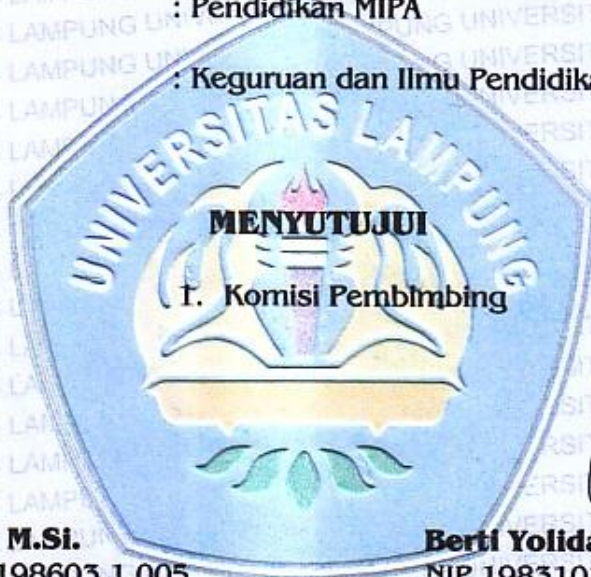 : Pendidikan MIPA
: Keguruan dan Ilmu Pendidika
UNIVERSITAS LAMPUNG
MENYUTUJUI
1. Komisi Pembimbing
M.Si.
Berti Yolida
198603 1 005
NIP 1983101